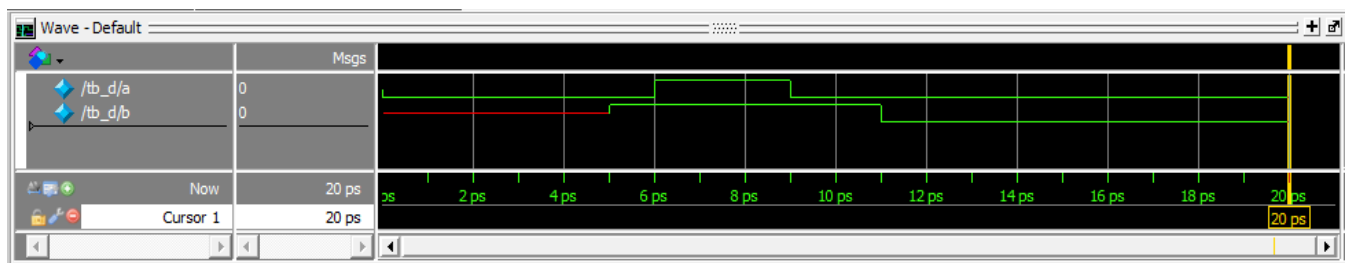 Wave - Default
Msgs
/tb_d/a 0
/tb_d/b 0
Now 20 ps ps 2 ps 4 ps 6 ps 8 ps 10 ps 12 ps 14 ps 16 ps 18 ps 20 ps
Cursor 1 20 ps 20 ps